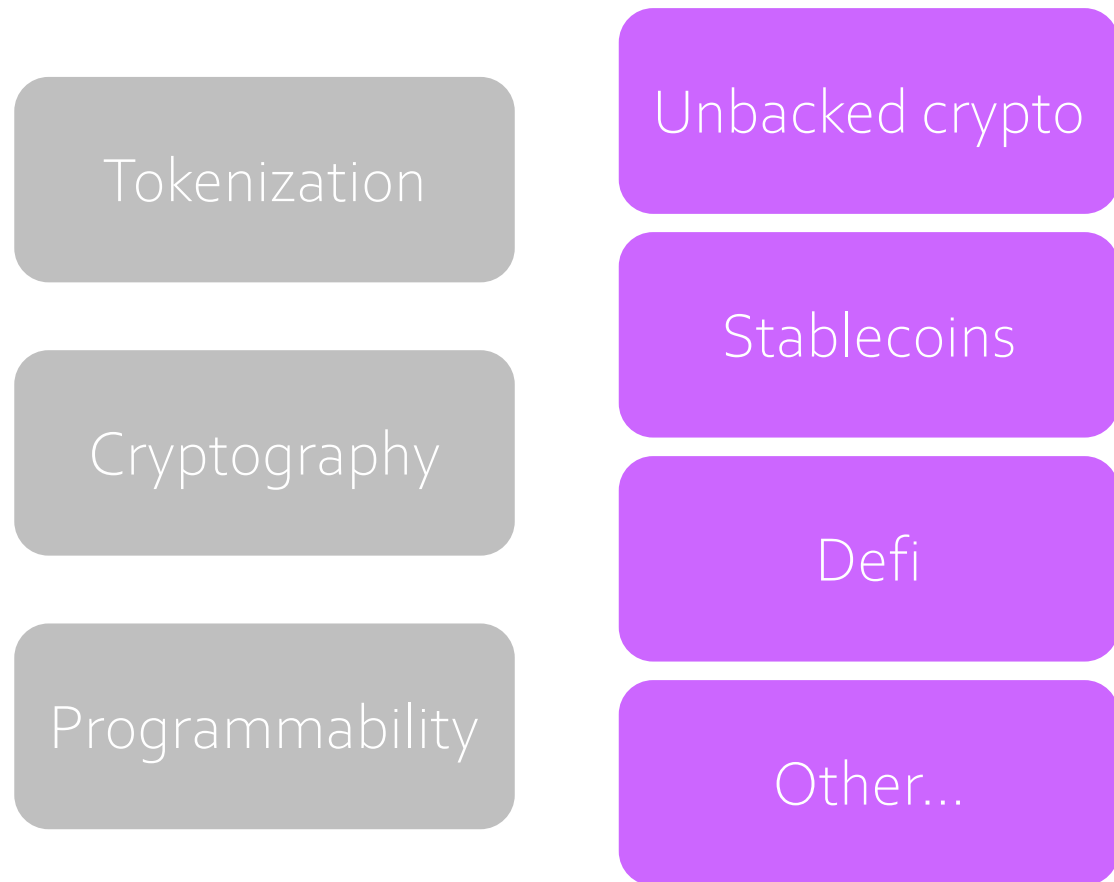 Tokenization
Cryptography
Programmability
Unbacked crypto
Stablecoins
Defi
Other...